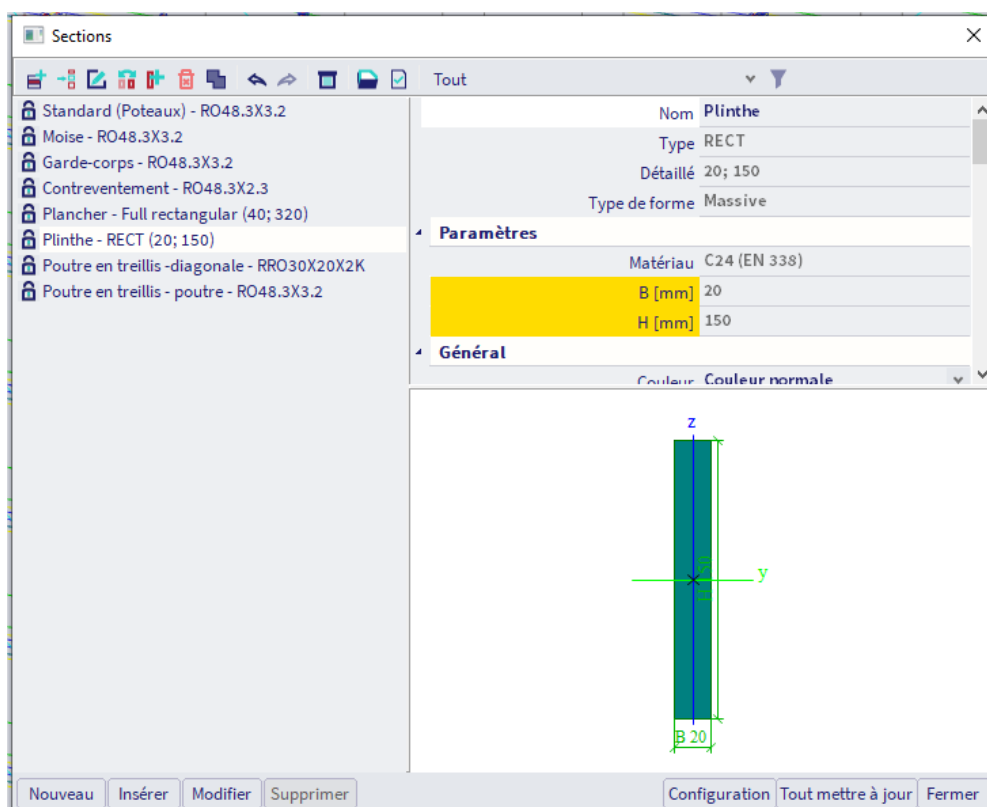 Sections
Tout
Standard (Poteaux) - RO48.3X3.2
Moise - RO48.3X3.2
Garde-corps - RO48.3X3.2
Contreventement - RO48.3X2.3
Plancher - Full rectangular (40; 320)
Plinthe - RECT (20; 150)
Poutre en treillis -diagonale - RRO30X20X2K
Poutre en treillis - poutre - RO48.3X3.2
Nom Plinthe
Type RECT
Détaillé 20; 150
Type de forme Massive
Paramètres
Matériau C24 (EN 338)
B [mm] 20
H [mm] 150
Général
Couleur Couleur normale
z
y
B 20
Nouveau Insérer Modifier Supprimer Configuration Tout mettre à jour Fermer